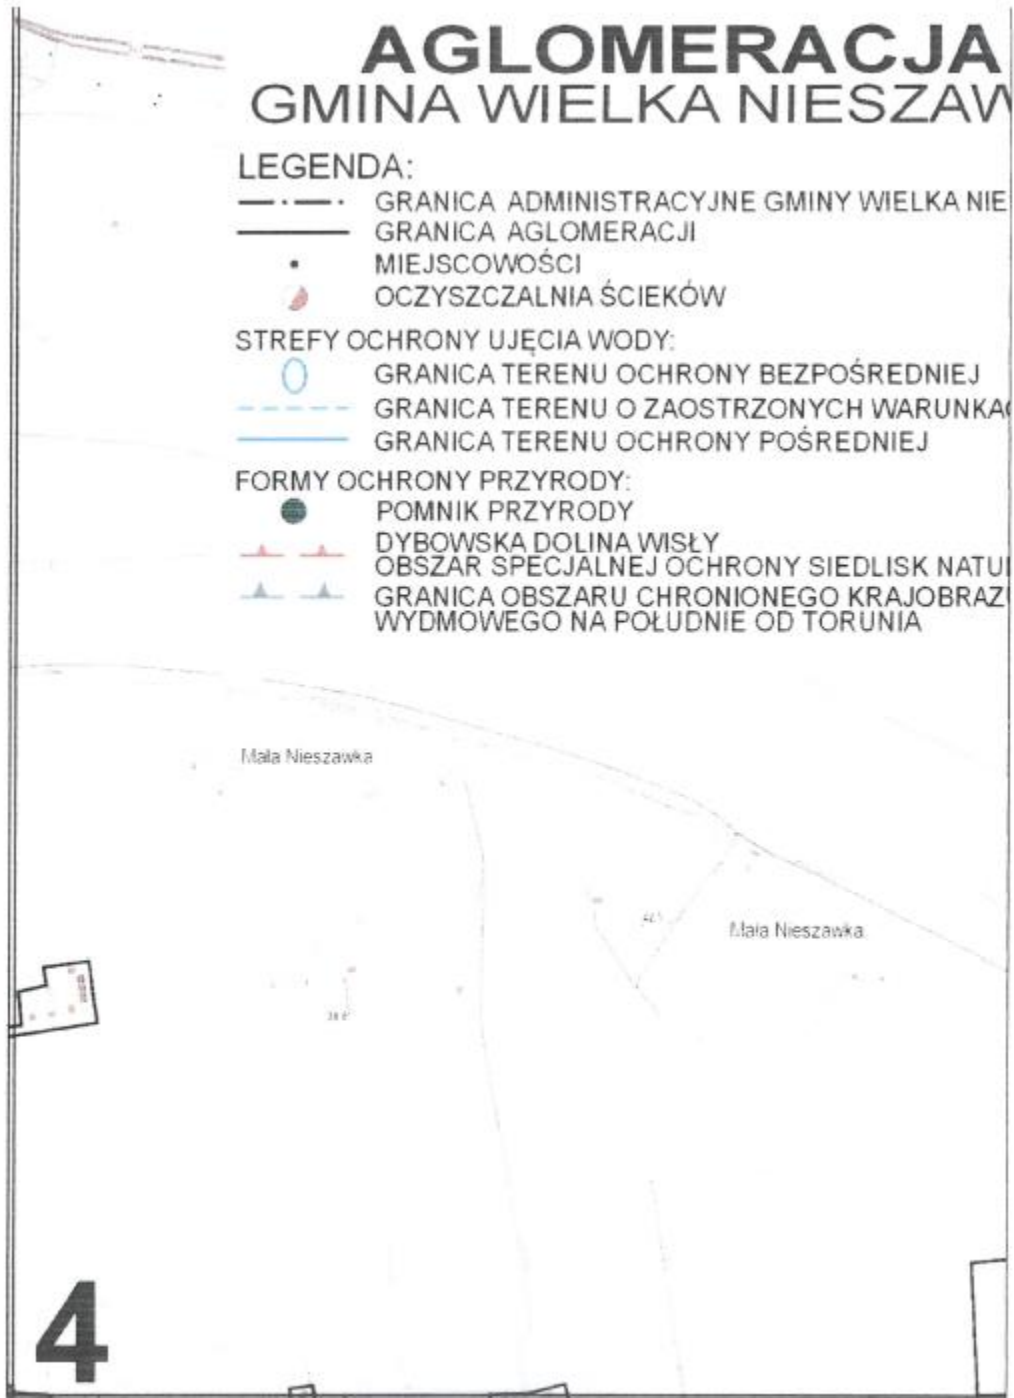 AGLOMERACJA
GMINA WIELKA NIESZAW
LEGENDA:
GRANICA ADMINISTRACYJNE GMINY WIELKA NIE
GRANICA AGLOMERACJI
MIEJSCOWOŚCI
OCZYSZCZALNIA ŚCIEKÓW
STREFY OCHRONY UJĘCIA WODY:
GRANICA TERENU OCHRONY BEZPOŚREDNIEJ
GRANICA TERENU O ZAOSTRZONYCH WARUNKAC
GRANICA TERENU OCHRONY POŚREDNIEJ
FORMY OCHRONY PRZYRODY:
POMNIK PRZYRODY
DYBOWSKA DOLINA WISŁY
OBSZAR SPECJALNEJ OCHRONY SIEDLISK NATU
GRANICA OBSZARU CHRONIONEGO KRAJOBRAZU
WYDMOWEGO NA POŁUDNIE OD TORUNIA
Mała Nieszawka
Mała Nieszawka
4